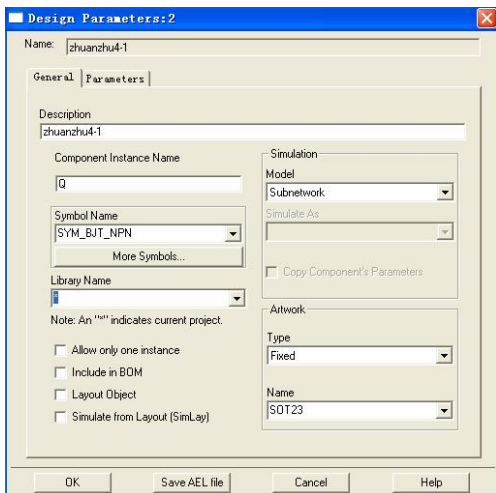 Design Parameters:2
Name: zhuanzhu4-1
General Parameters
Description
zhuanzhu4-1
Component Instance Name
Q
Symbol Name
SYM_BJT_NPN
More Symbols...
Library Name
*
Note: An "*" indicates current project.
Allow only one instance
Include in BOM
Layout Object
Simulate from Layout (SimLay)
Simulation
Model
Subnetwork
Simulate As
Copy Component's Parameters
Artwork
Type
Fixed
Name
SOT23
OK Save AEL file Cancel Help